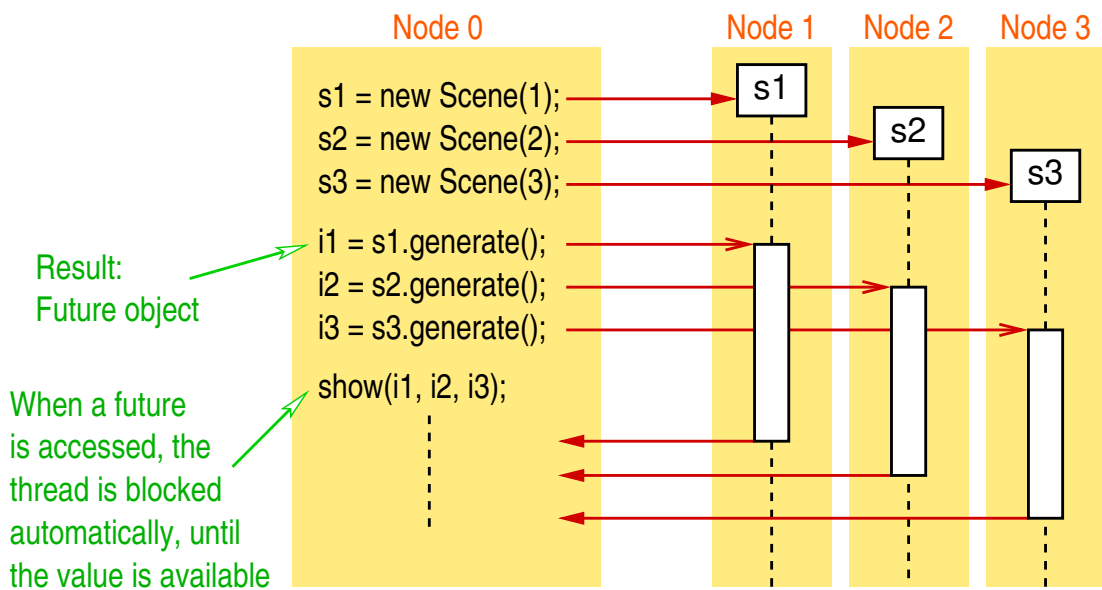 Node 0
Node 1
Node 2
Node 3
s1 = new Scene(1);
s2 = new Scene(2);
s3 = new Scene(3);
s1
s2
s3
i1 = s1.generate();
i2 = s2.generate();
i3 = s3.generate();
Result:
Future object
show(i1, i2, i3);
When a future
is accessed, the
thread is blocked
automatically, until
the value is available